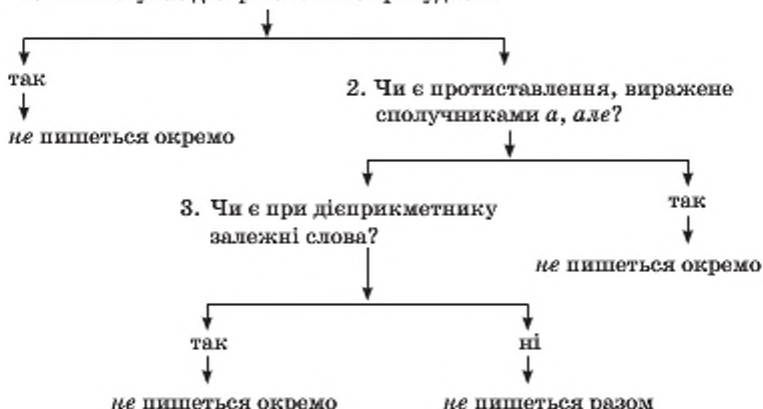 так
не пишеться окремо
2. Чи є протиставлення, виражене
сполучниками а, але?
3. Чи є при дієприкметнику
залежні слова?
так
не пишеться окремо
так
ні
не пишеться окремо
не пишеться разом